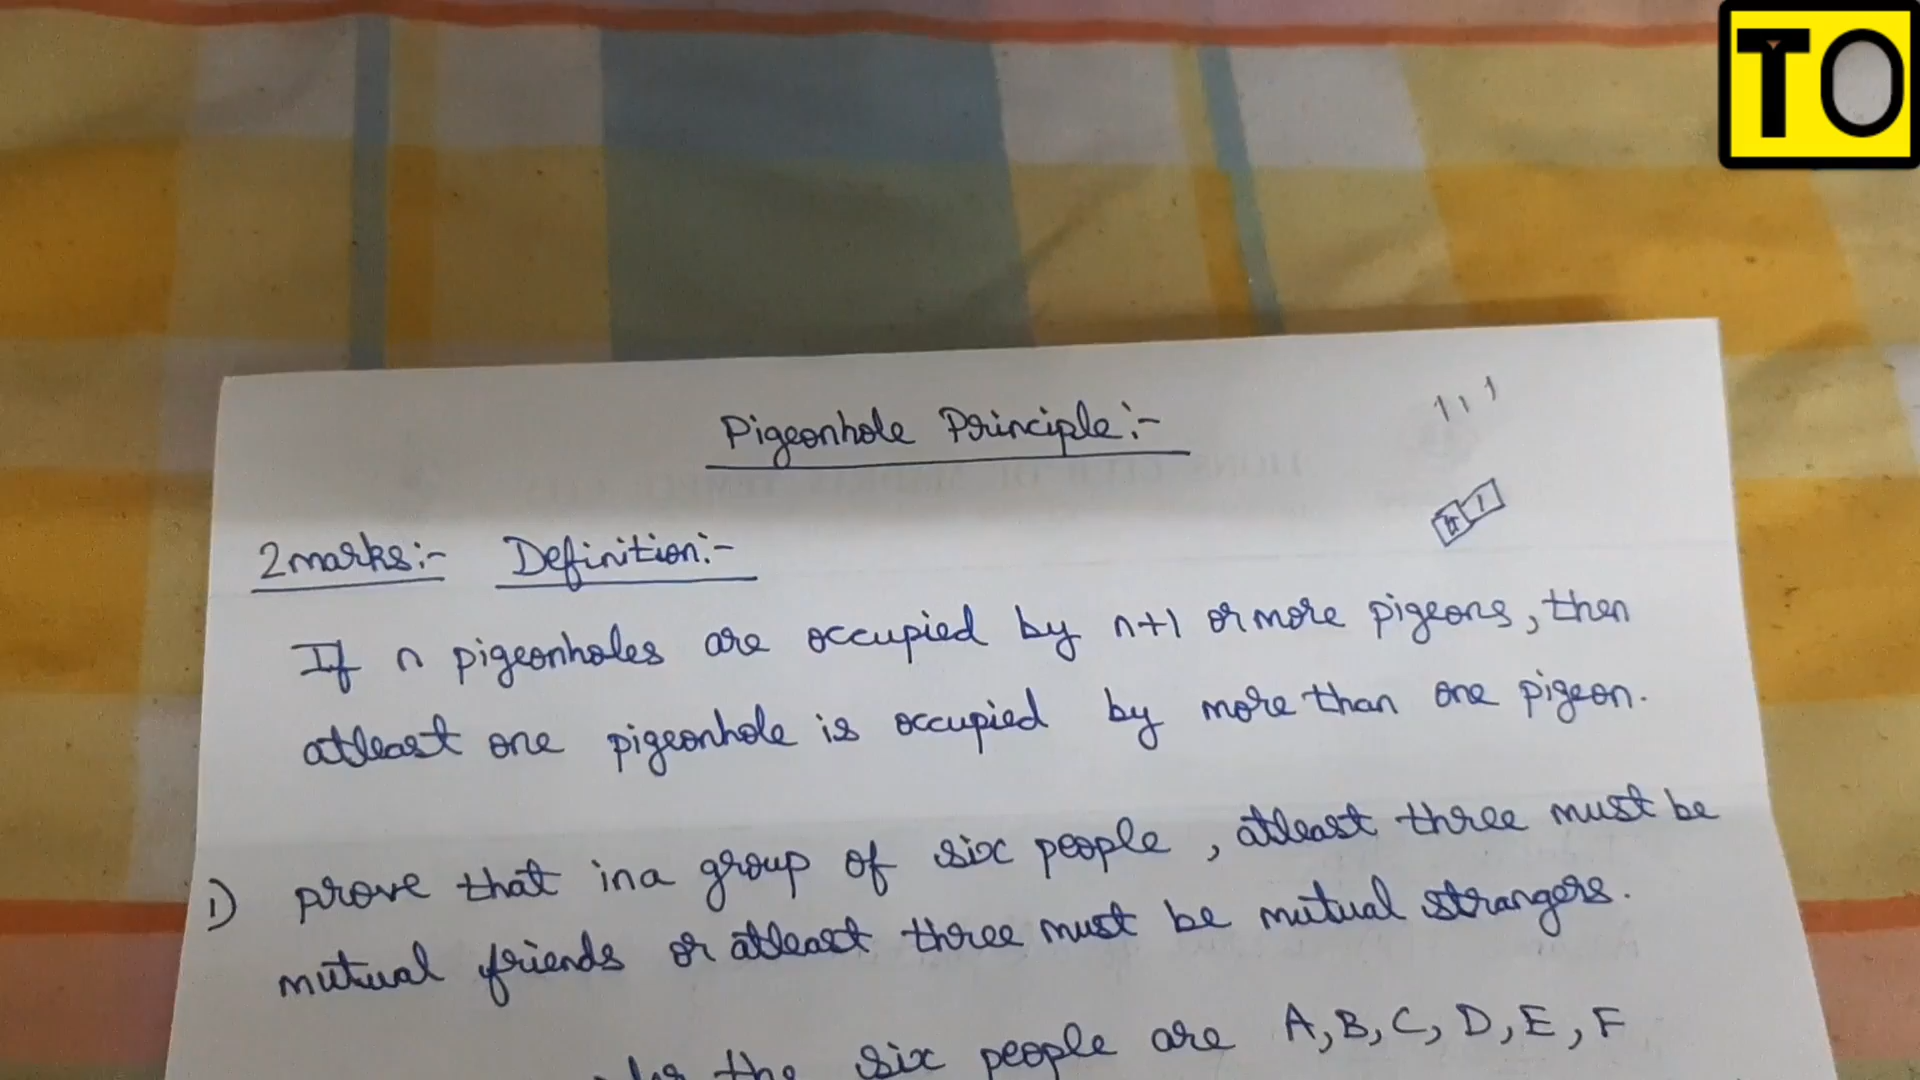 TO
Pigeonhole Principle:-
2marks:- Definition:-
If n pigeonholes are occupied by n+1 or more pigeons, then
atleast one pigeonhole is occupied by more than one pigeon.
1) prove that in a group of six people, atleast three must be
mutual friends or atleast three must be mutual strangers.
the six people are A, B, C, D, E, F